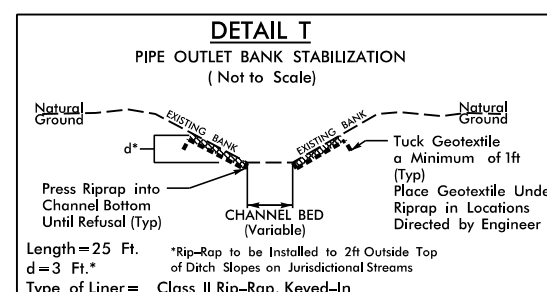 DETAIL T
PIPE OUTLET BANK STABILIZATION
( Not to Scale)
Natural
Ground
EXISTING BANK
EXISTING BANK
Natural
Ground
d*
Tuck Geotextile
a Minimum of 1ft
(Typ)
Place Geotextile Unde
Riprap in Locations
Directed by Engineer
Press Riprap into
Channel Bottom
Until Refusal (Typ)
CHANNEL BED
(Variable)
Length=25 Ft.
d=3 Ft.*
*Rip-Rap to be Installed to 2ft Outside Top
of Ditch Slopes on Jurisdictional Streams
Type of Liner= Class II Rip-Rap, Keyed-In